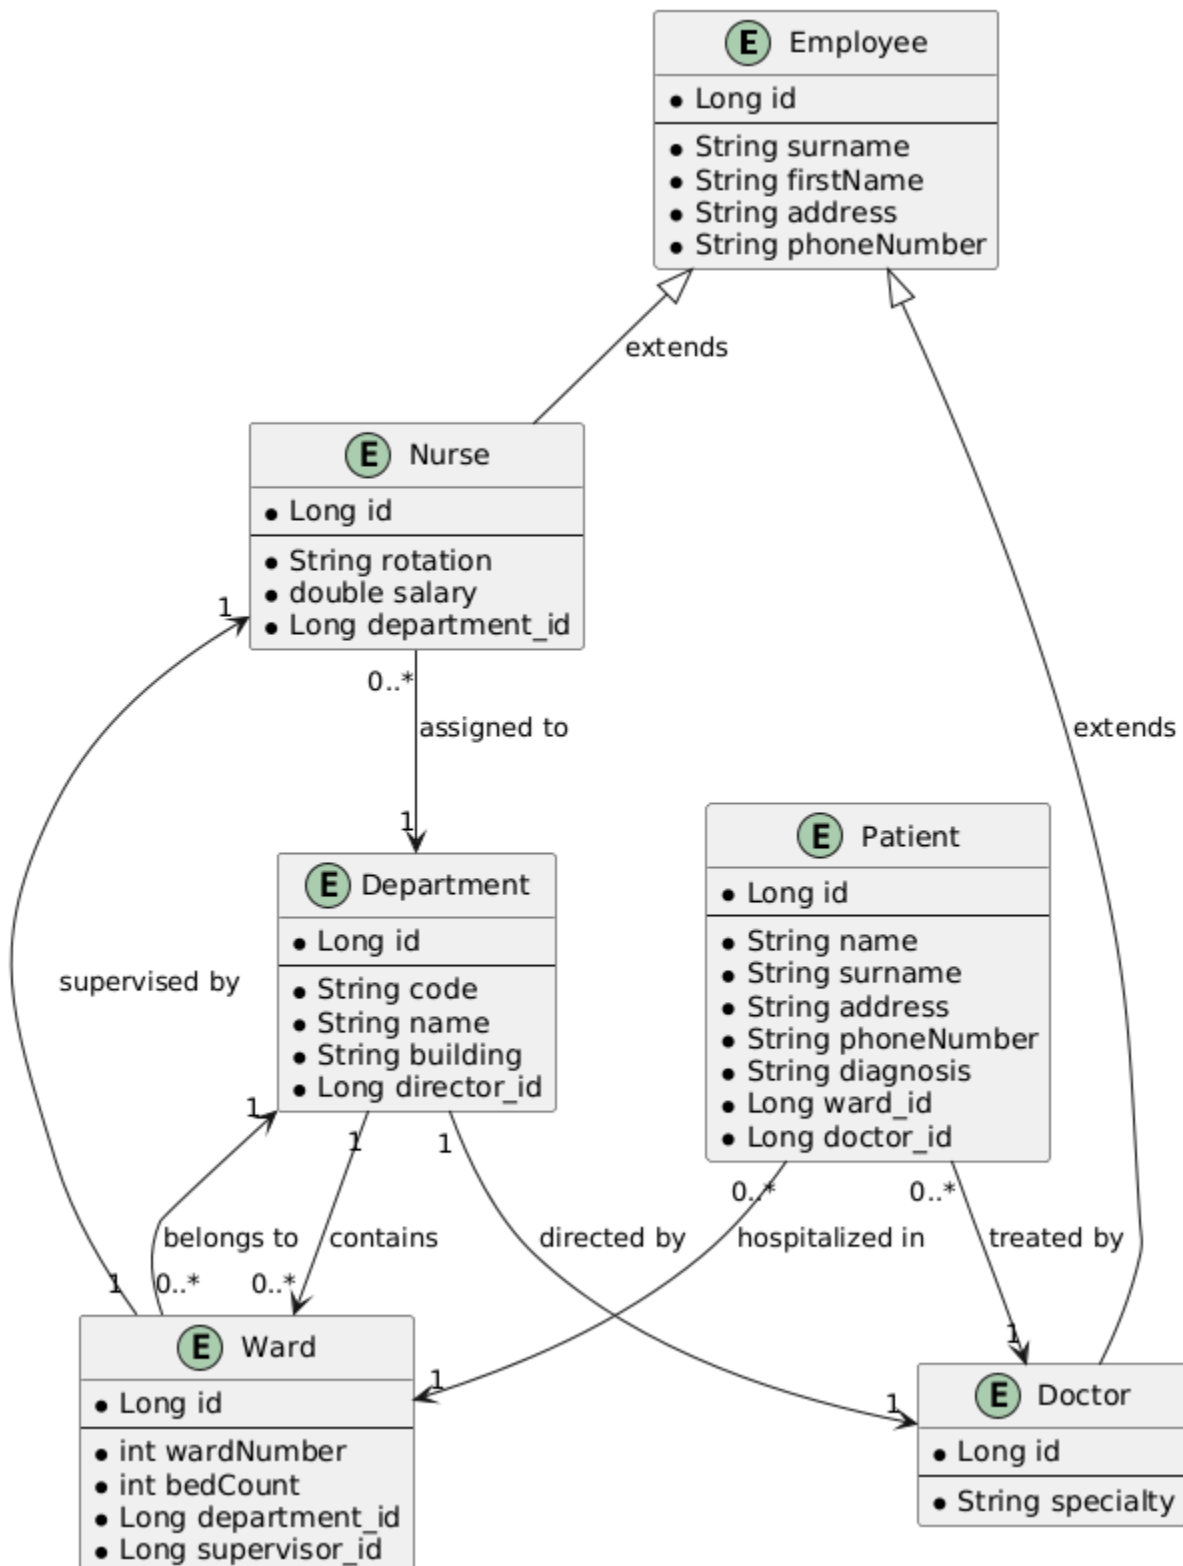 E Employee
Long id
String surname
String firstName
String address
String phoneNumber
extends
E Nurse
Long id
String rotation
double salary
Long department_id
1
0..*
assigned to
extends
1
E Patient
Long id
String name
String surname
String address
String phoneNumber
String diagnosis
Long ward_id
Long doctor_id
E Department
Long id
String code
String name
String building
Long director_id
supervised by
1
1
1
0..*
0..*
belongs to
contains
directed by
hospitalized in
treated by
1
0..*
0..*
1
1
1
E Ward
Long id
int wardNumber
int bedCount
Long department_id
Long supervisor_id
E Doctor
Long id
String specialty